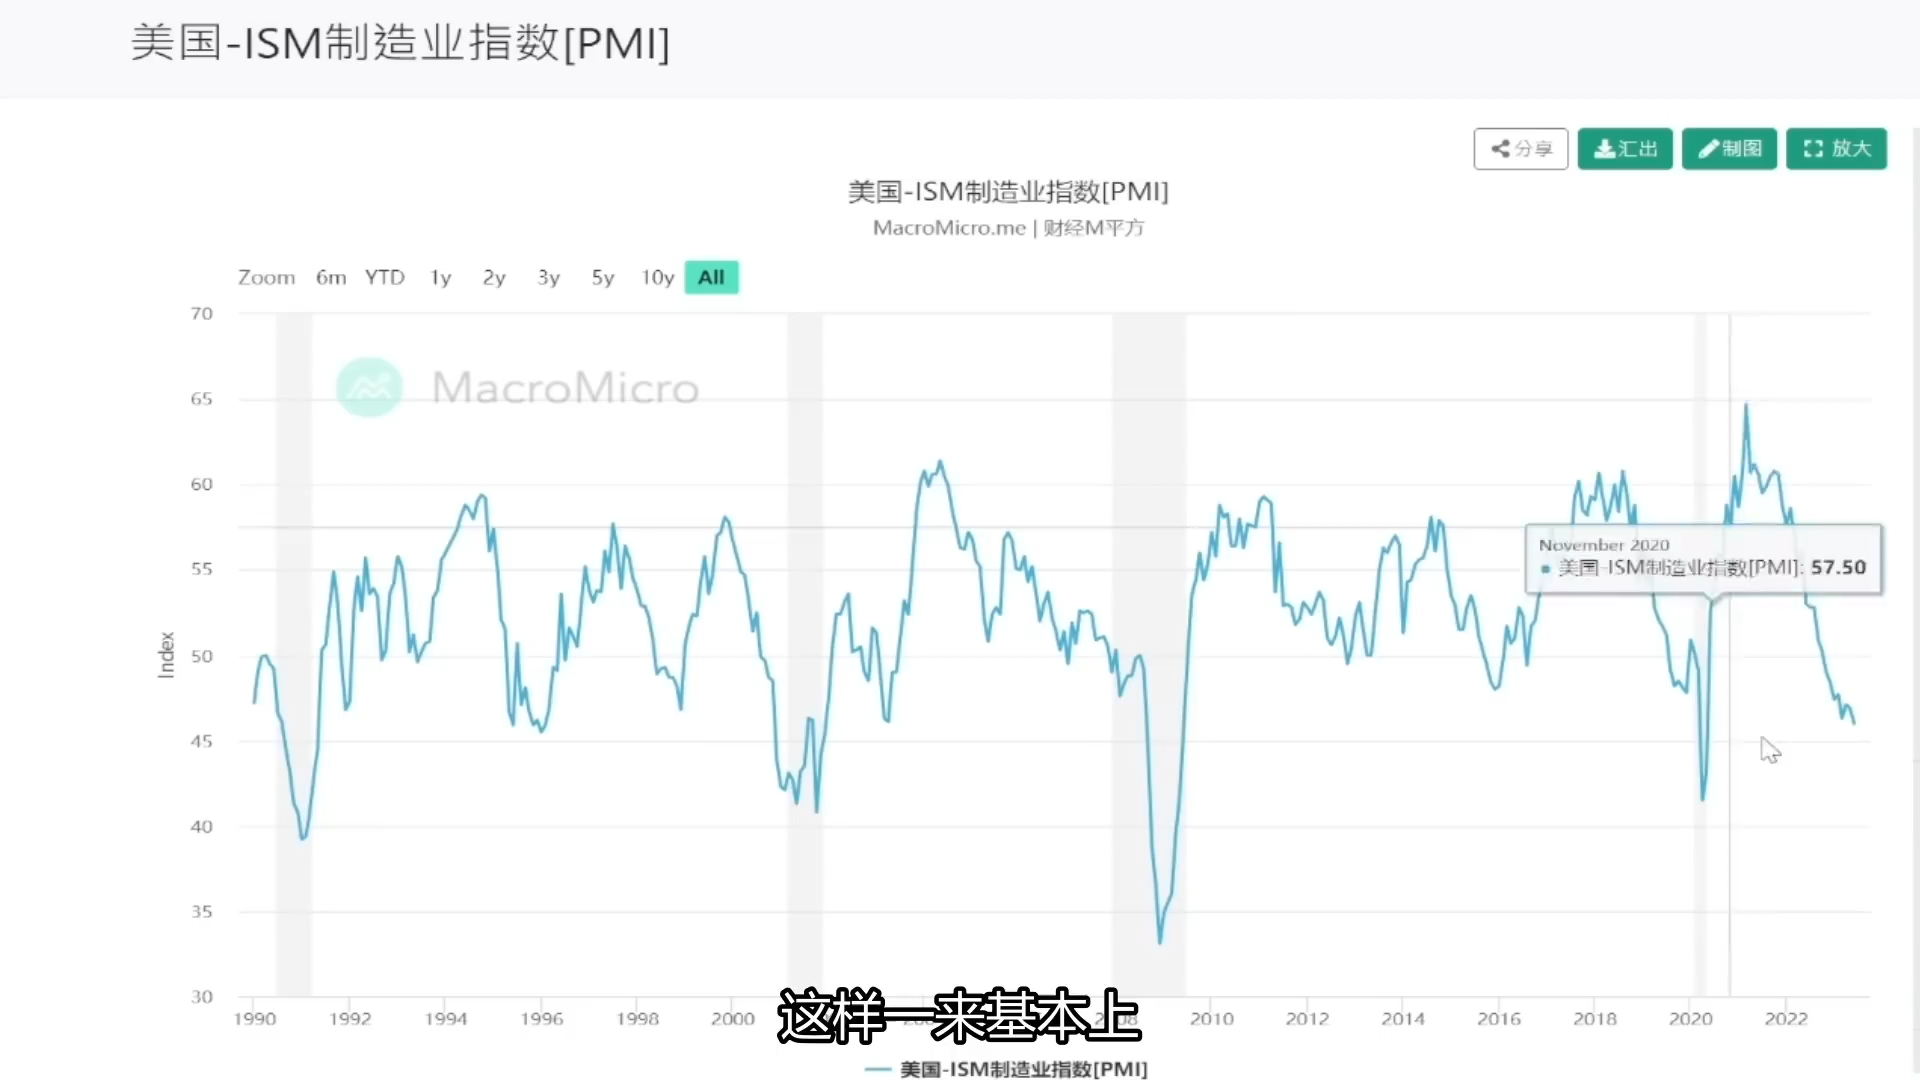 美国-ISM制造业指数[PMI]
分享 汇出 制图 放大
美国-ISM制造业指数[PMI]
MacroMicro.me | 财经M平方
Zoom 6m YTD 1y 2y 3y 5y 10y All
70
MacroMicro
65
60
November 2020
美国-ISM制造业指数[PMI]: 57.50
55
Index
50
45
40
35
30
1990 1992 1994 1996 1998 2000 2010 2012 2014 2016 2018 2020 2022
这样一来基本上
美国-ISM制造业指数[PMI]